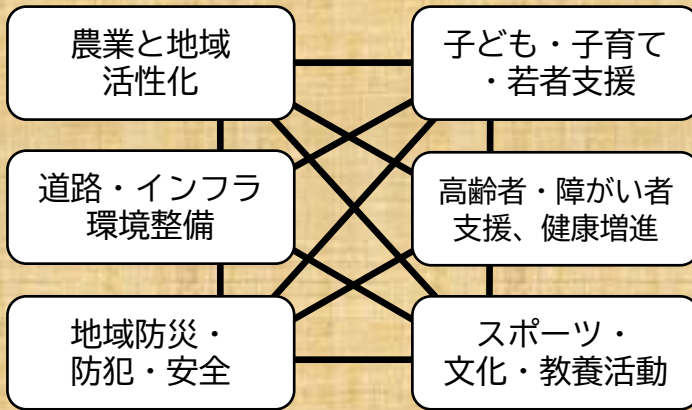 農業と地域
活性化
子ども・子育て
・若者支援
道路・インフラ
環境整備
高齢者・障がい者
支援、健康増進
地域防災・
防犯・安全
スポーツ・
文化・教養活動